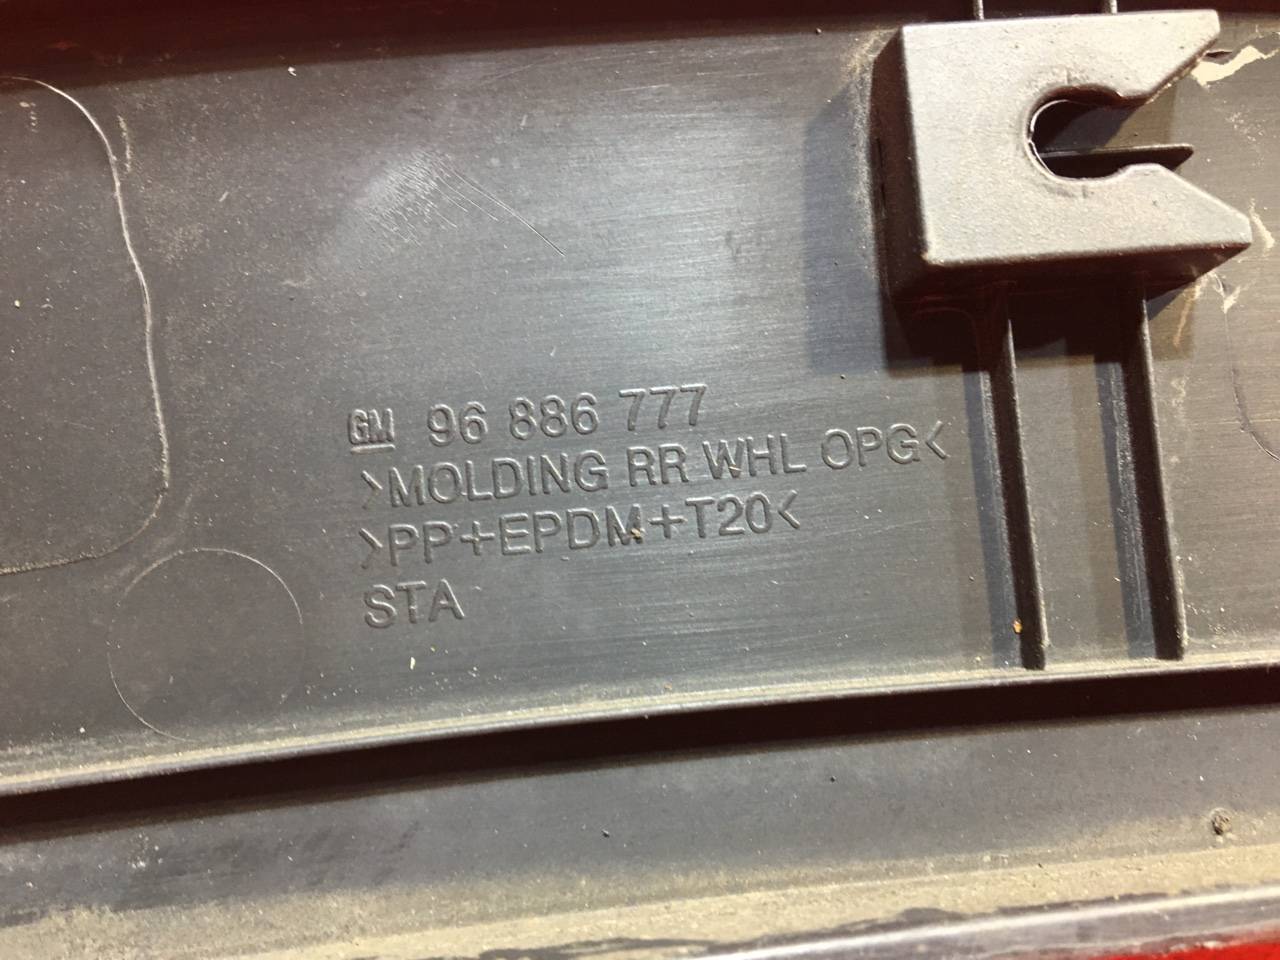 GM 96 886 777
>MOLDING RR WHL OPG<
>PP+EPDM+T20<
STA